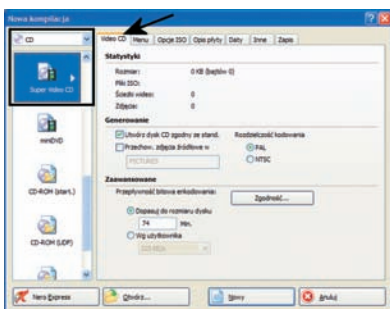 Nowa kompilacja
CD
Super Video CD
miniDVD
CD-ROM (start.)
CD-ROM (UDF)
Video CD Menu Opcje ISO Opis płyty Daty Inne Zapis
Statystyki
Rozmiar: 0 KB (bajtów 0)
Pliki ISO:
Ścieżki wideo: 0
Zdjęcia: 0
Generowanie
Utwórz dysk CD zgodny ze stand.
Przechow. zdjęcia źródłowe w
PICTURES
Rozdzielczość kodowania
PAL
NTSC
Zaawansowane
Przepływność bitowa enkodowania:
Dopasuj do rozmiaru dysku
74 Min.
Wg użytkownika
Zgodność...
Nero Express Otwórz... Nowy Anuluj